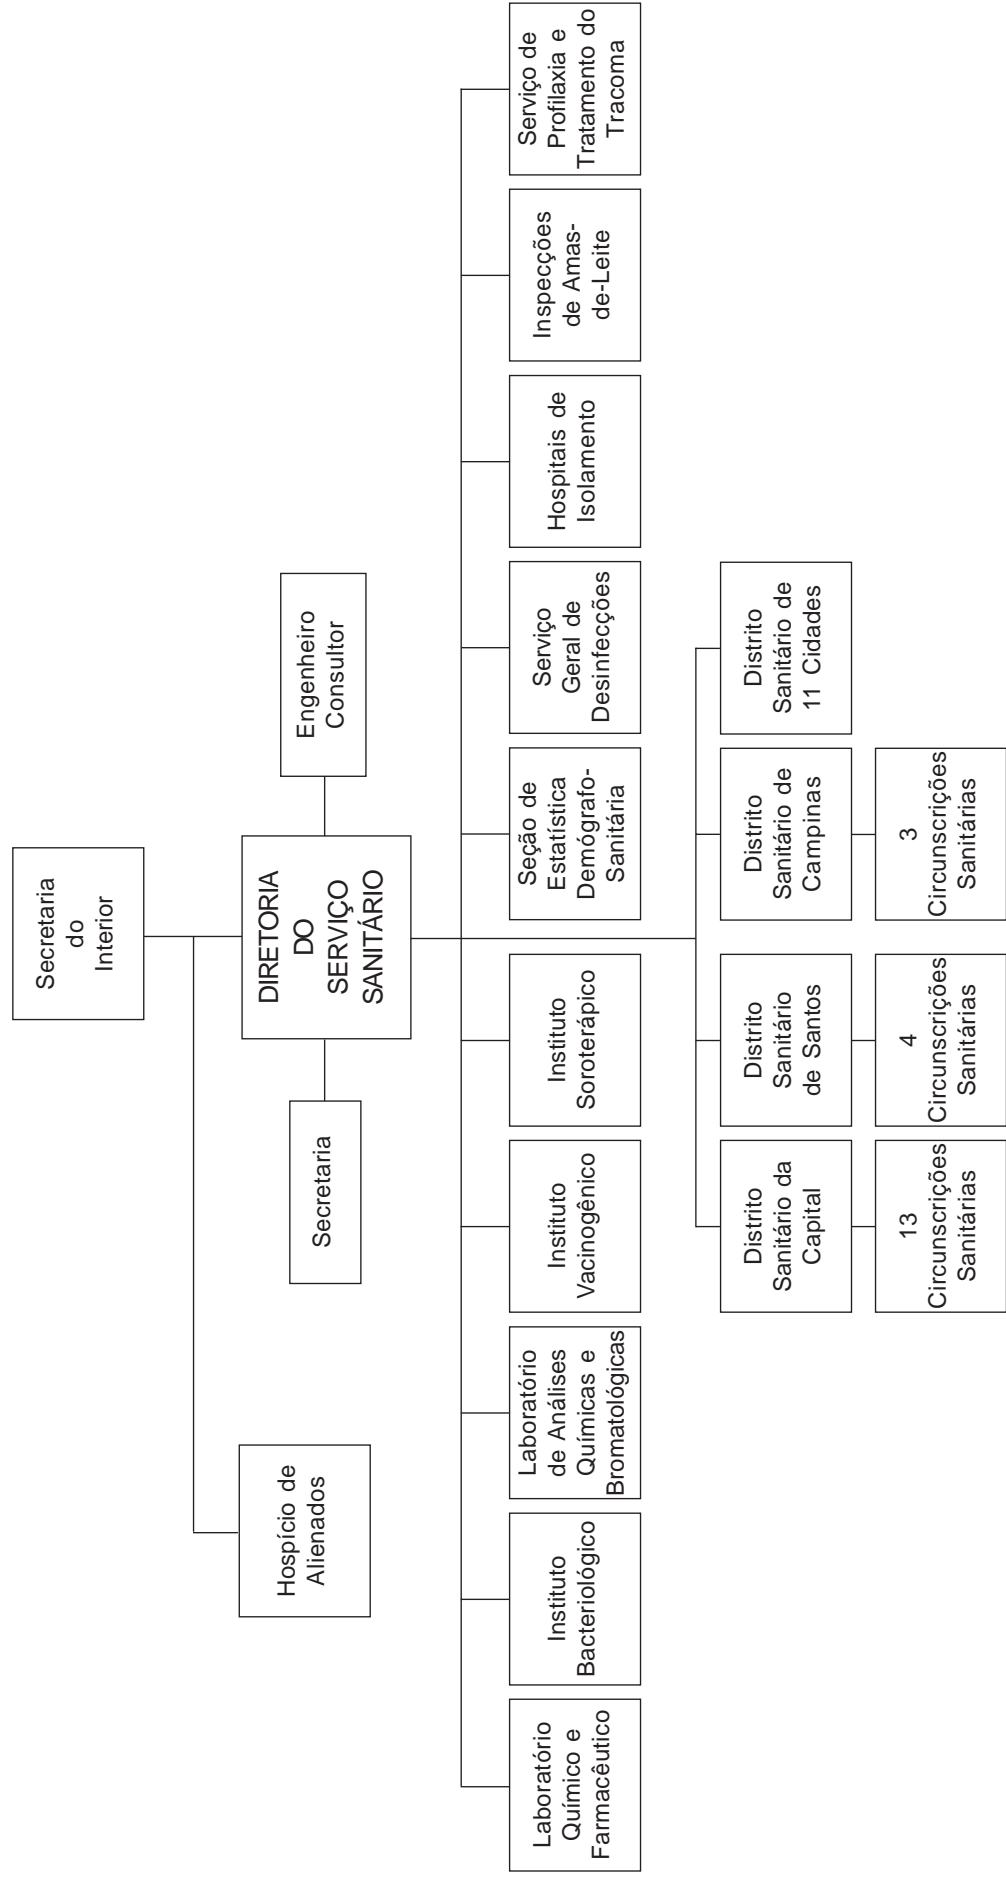 Secretaria
do
Interior
Hospício de
Alienados
Secretaria
DIRETORIA
DO
SERVIÇO
SANITÁRIO
Engenheiro
Consultor
Laboratório
Químico e
Farmacêutico
Instituto
Bacteriológico
Laboratório
de Análises
Químicas e
Bromatológicas
Instituto
Vacinogênico
Instituto
Soroterápico
Seção de
Estatística
Demógrafo-
Sanitária
Serviço
Geral de
Desinfecções
Hospitais de
Isolamento
Inspecções
de Amas-
de-Leite
Serviço de
Profilaxia e
Tratamento do
Tracoma
Distrito
Sanitário da
Capital
Distrito
Sanitário
de Santos
Distrito
Sanitário de
Campinas
Distrito
Sanitário de
11 Cidades
13
Circunscrições
Sanitárias
4
Circunscrições
Sanitárias
3
Circunscrições
Sanitárias